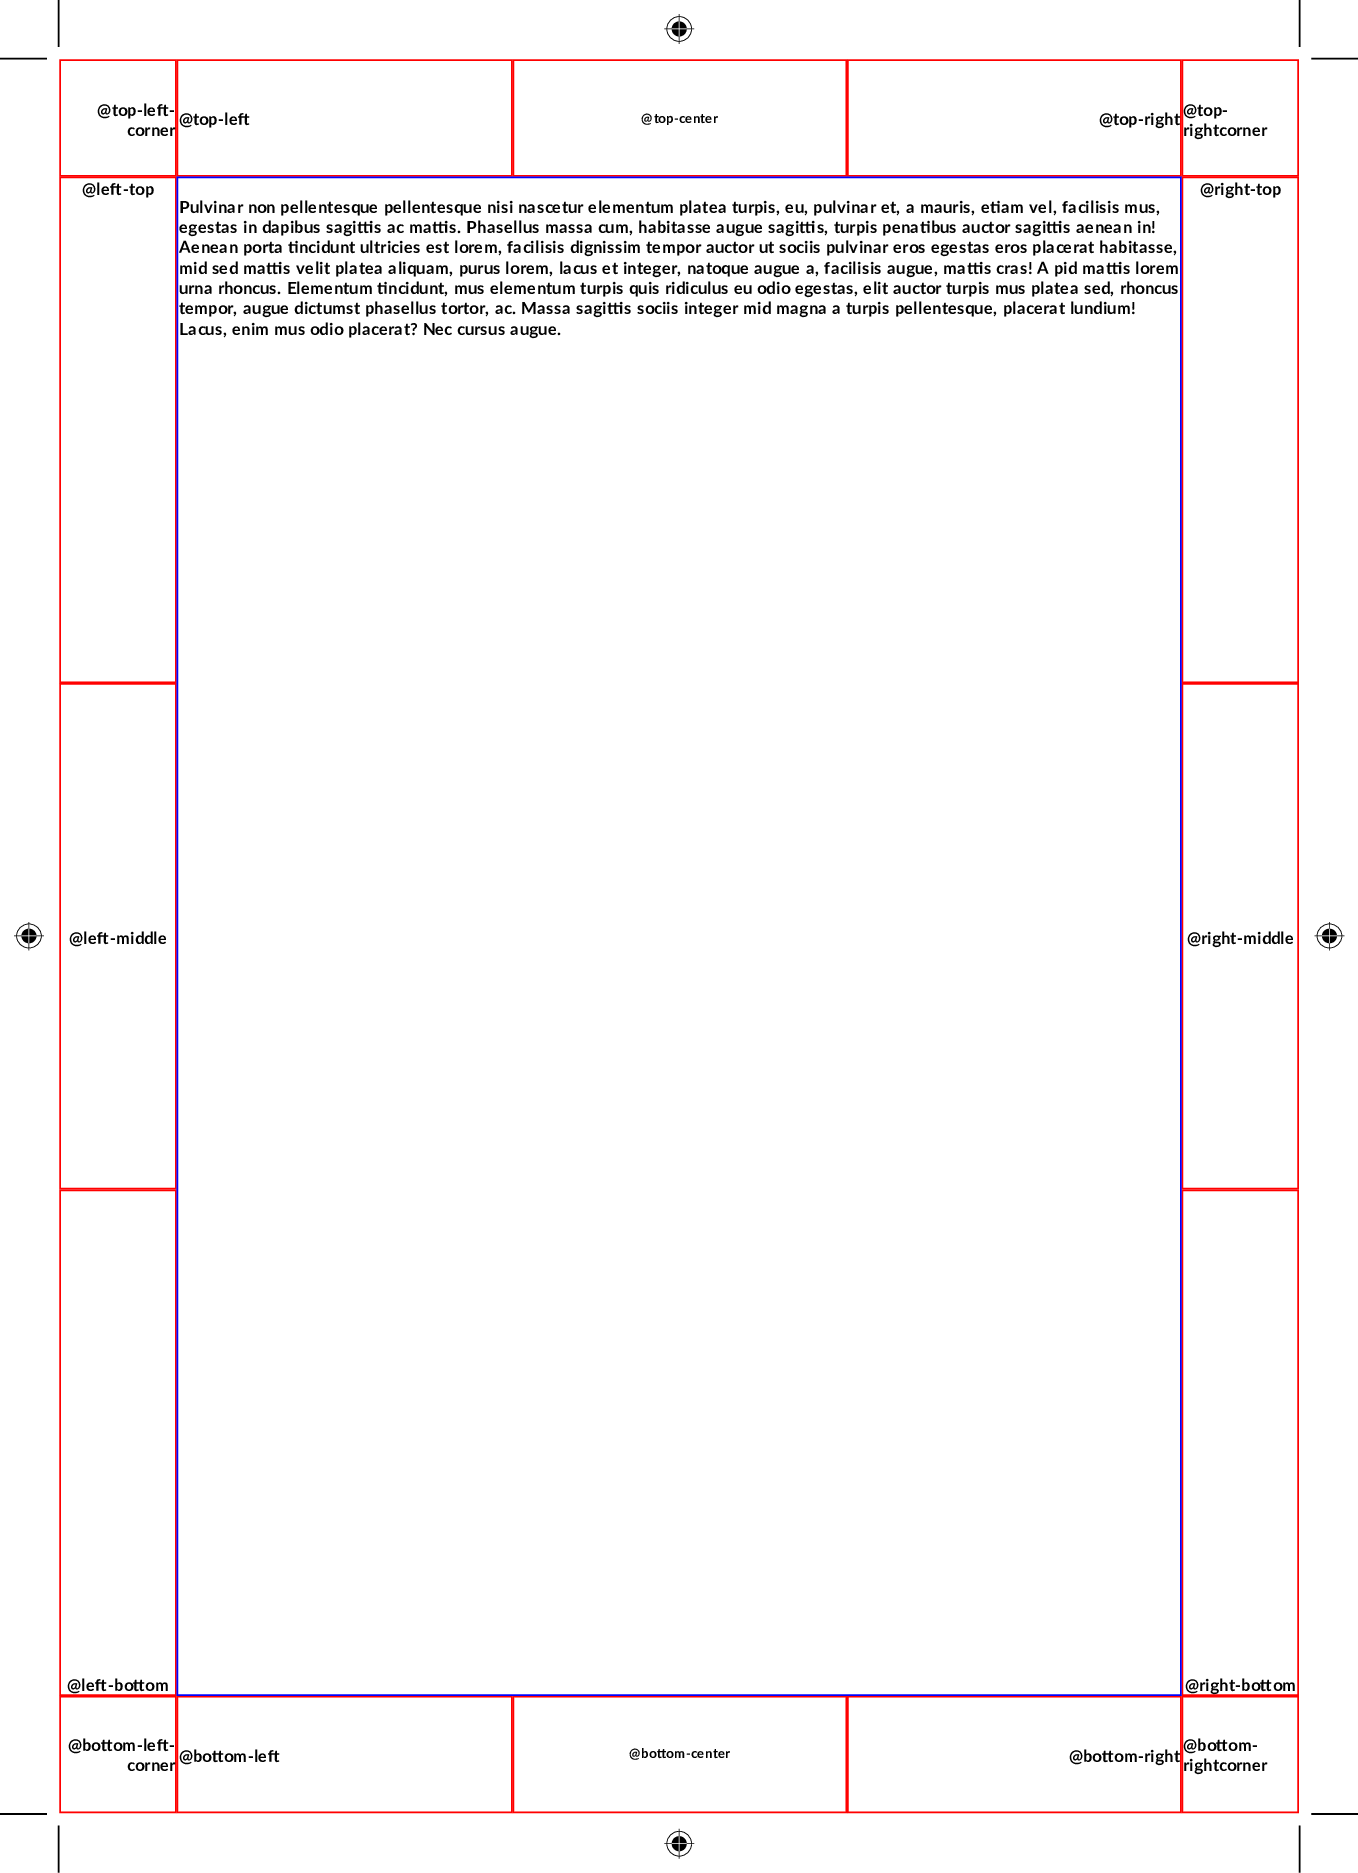 @top-left-
corner
@top-left
@top-center
@top-right
@top-
rightcorner
@left-top
@right-top
Pulvinar non pellentesque pellentesque nisi nascetur elementum platea turpis, eu, pulvinar et, a mauris, etiam vel, facilisis mus,
egestas in dapibus sagittis ac mattis. Phasellus massa cum, habitasse augue sagittis, turpis penatibus auctor sagittis aenean in!
Aenean porta tincidunt ultricies est lorem, facilisis dignissim tempor auctor ut sociis pulvinar eros egestas eros placerat habitasse,
mid sed mattis velit platea aliquam, purus lorem, lacus et integer, natoque augue a, facilisis augue, mattis cras! A pid mattis lorem
urna rhoncus. Elementum tincidunt, mus elementum turpis quis ridiculus eu odio egestas, elit auctor turpis mus platea sed, rhoncus
tempor, augue dictumst phasellus tortor, ac. Massa sagittis sociis integer mid magna a turpis pellentesque, placerat lundium!
Lacus, enim mus odio placerat? Nec cursus augue.
@left-middle
@right-middle
@left-bottom
@right-bottom
@bottom-left-
corner
@bottom-left
@bottom-center
@bottom-right
@bottom-
rightcorner